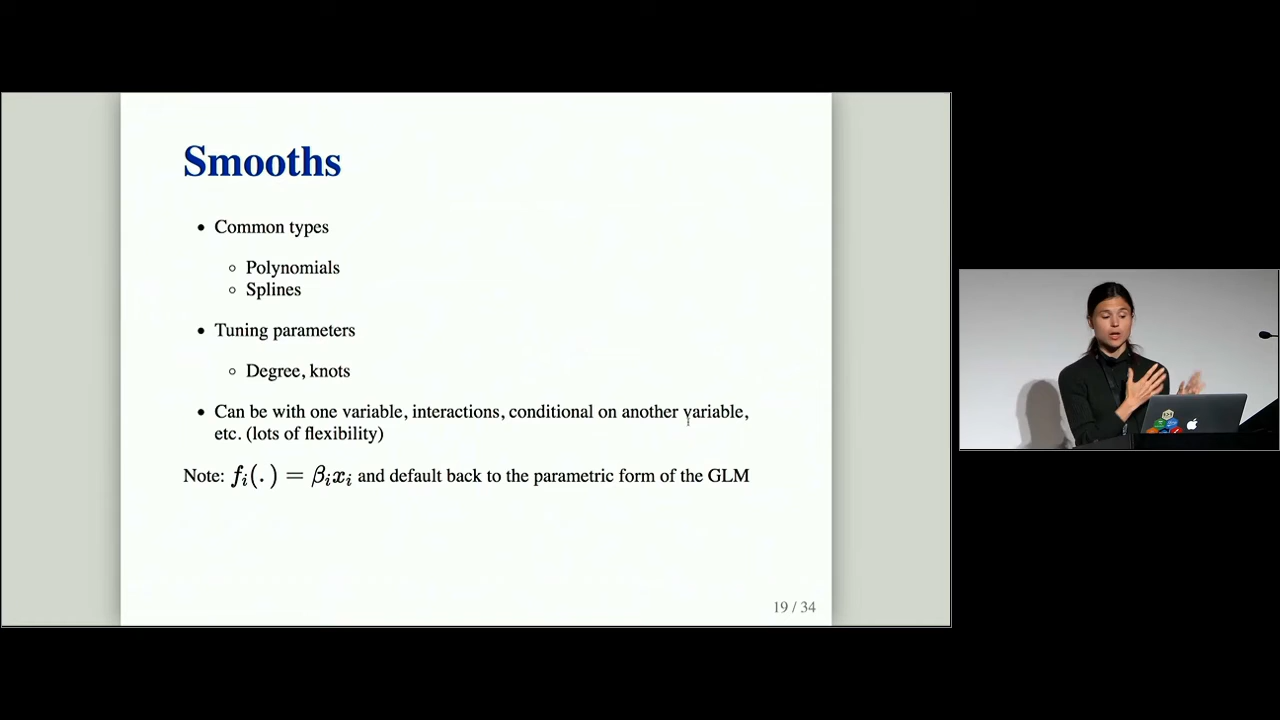 Smooths
• Common types
◦ Polynomials
◦ Splines
• Tuning parameters
◦ Degree, knots
• Can be with one variable, interactions, conditional on another variable,
etc. (lots of flexibility)
Note: fᵢ(.) = βᵢxᵢ and default back to the parametric form of the GLM
19 / 34